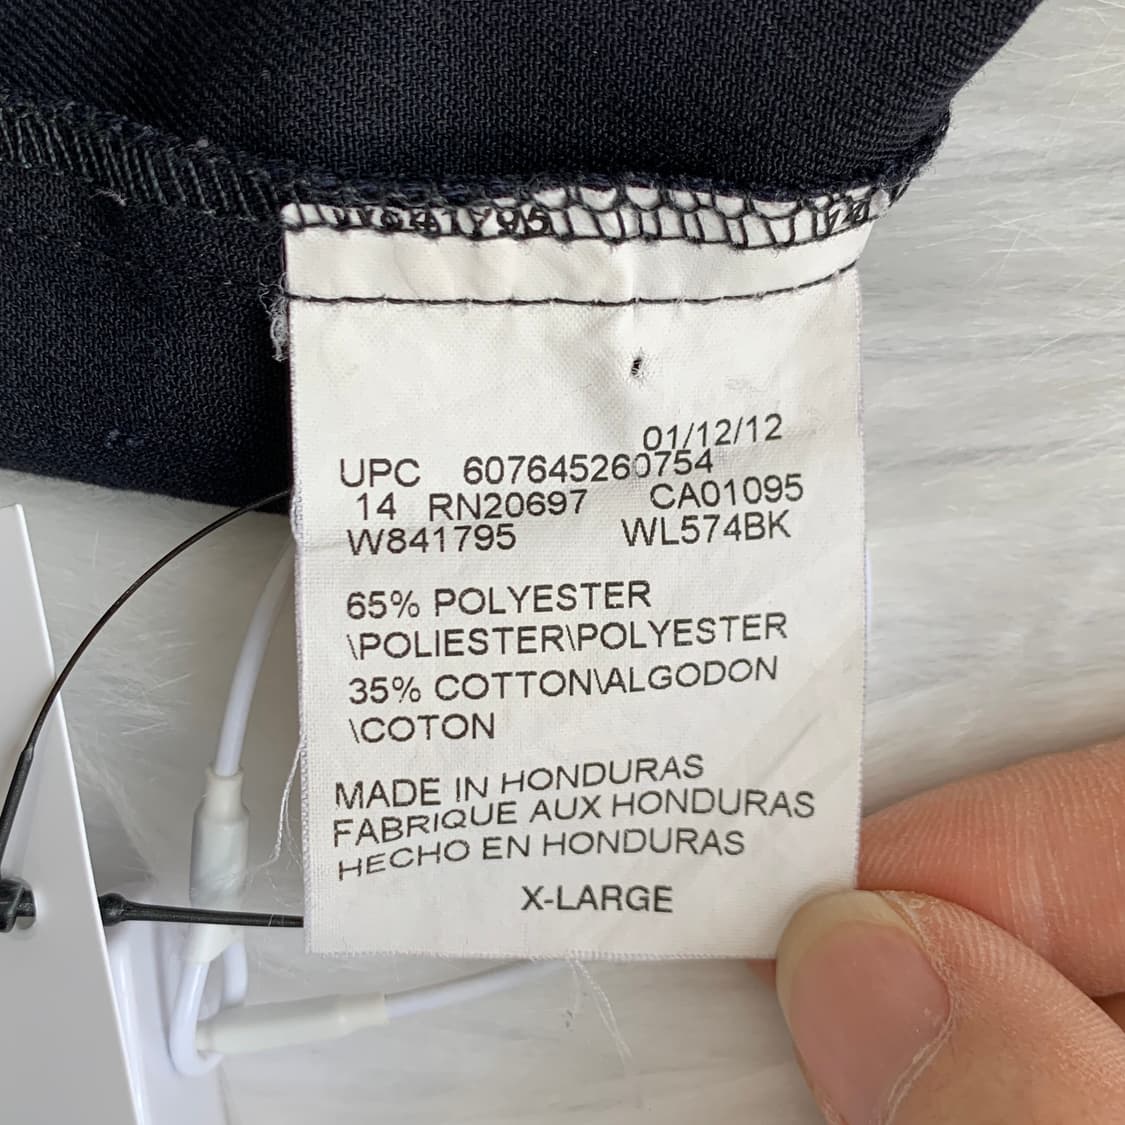 W841795
01/12/12
UPC 607645260754
14 RN20697 CA01095
W841795 WL574BK
65% POLYESTER
\POLIESTER\POLYESTER
35% COTTON\ALGODON
\COTON
MADE IN HONDURAS
FABRIQUE AUX HONDURAS
HECHO EN HONDURAS
X-LARGE